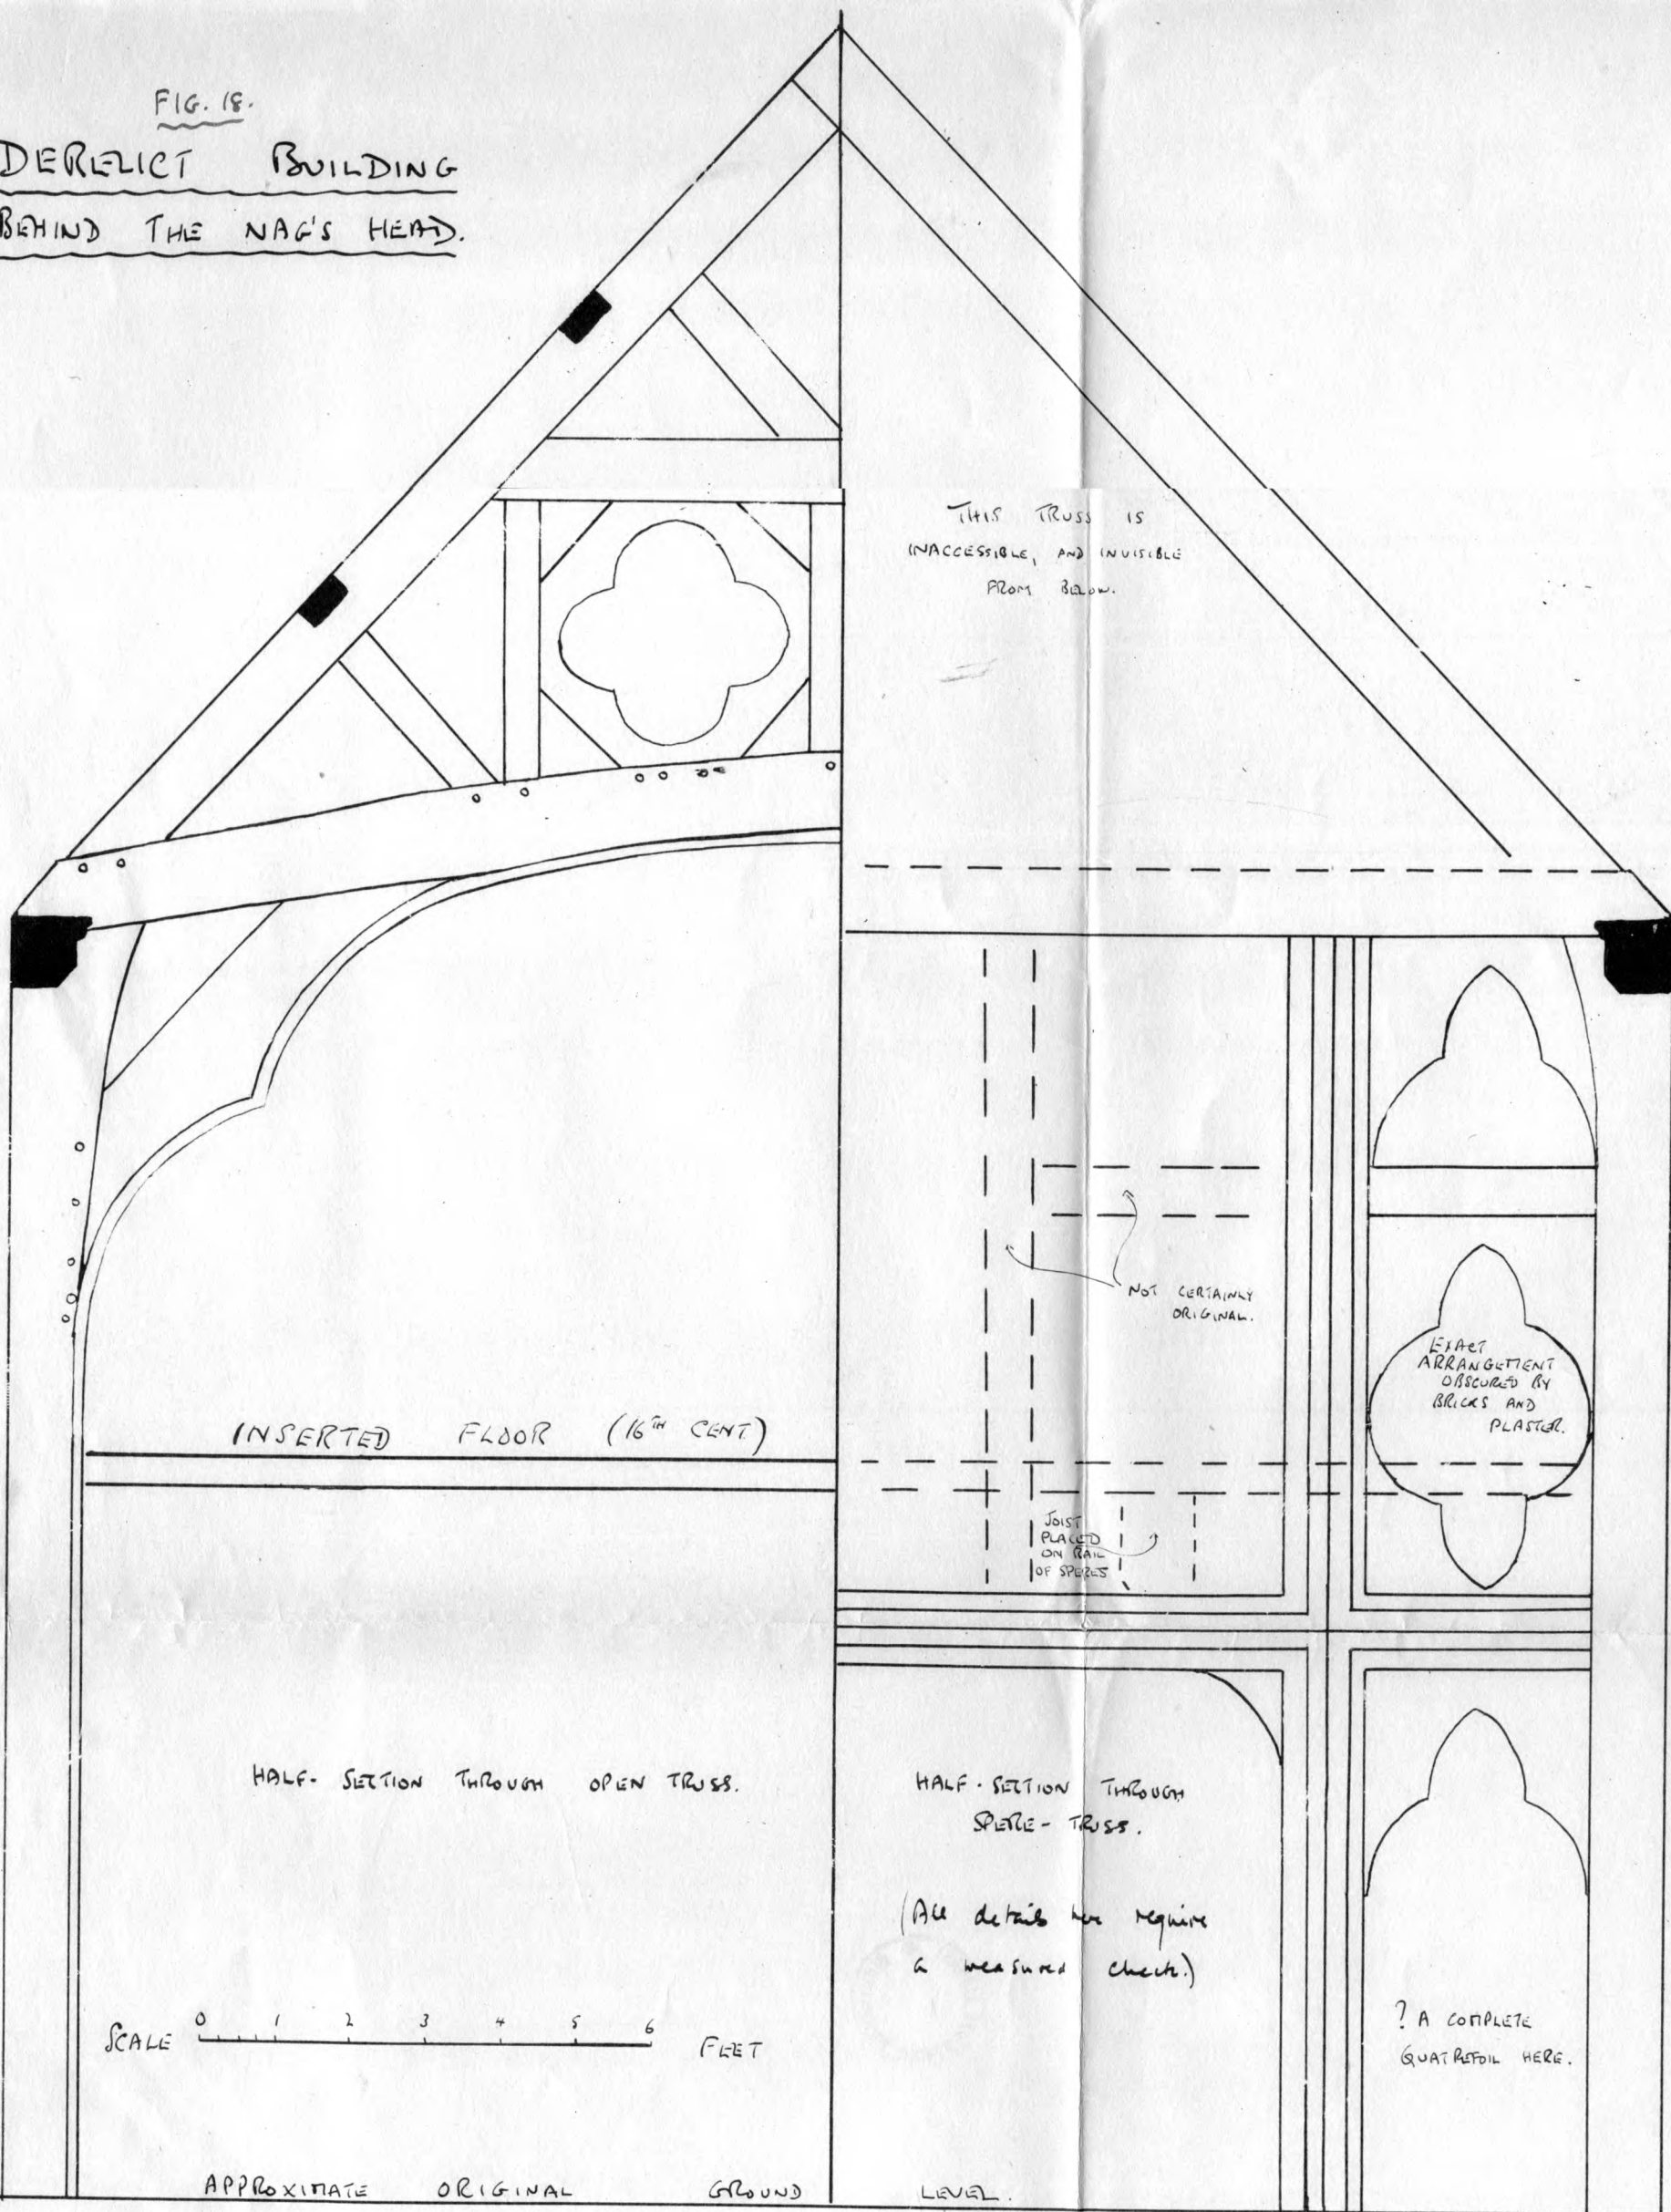 FIG. 18.
DERELICT BUILDING
BEHIND THE NAG'S HEAD.
THIS TRUSS IS
INACCESSIBLE, AND INVISIBLE
FROM BELOW.
NOT CERTAINLY
ORIGINAL.
EXACT
ARRANGEMENT
OBSCURED BY
BRICKS AND
PLASTER.
INSERTED FLOOR (16TH CENT)
JOIST
PLACED
ON RAIL
OF SPERES
HALF-SECTION THROUGH OPEN TRUSS.
HALF-SECTION THROUGH
SPERE-TRUSS.
(All details here require
a measured check.)
SCALE 0 1 2 3 4 5 6 FEET
? A COMPLETE
QUATREFOIL HERE.
APPROXIMATE ORIGINAL GROUND LEVEL.